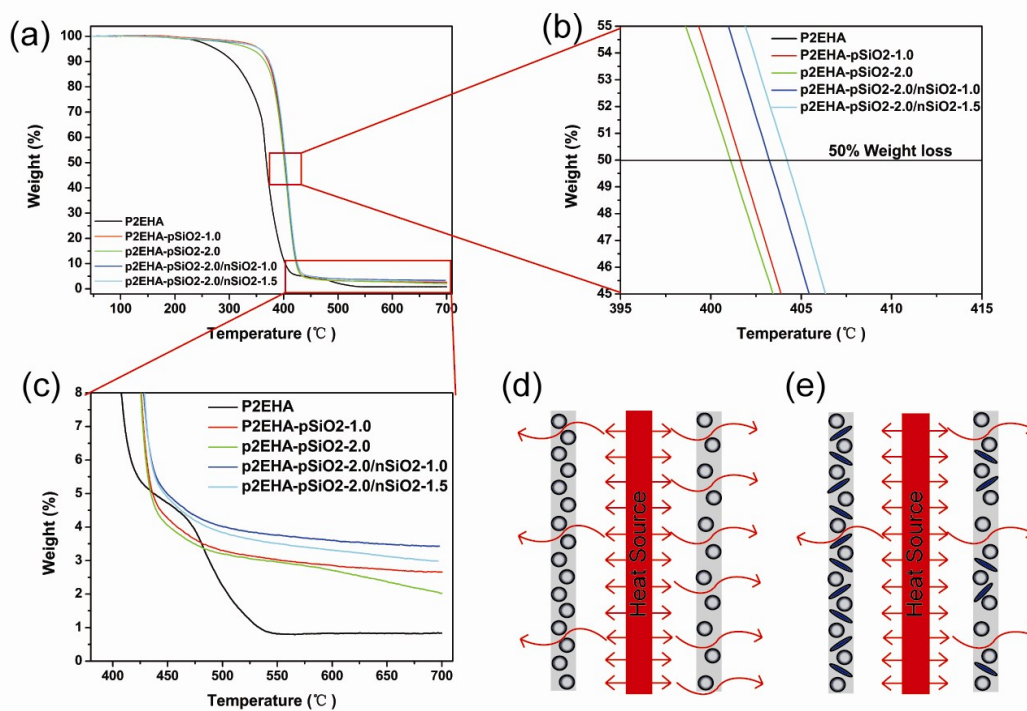 (a)
100
90
80
70
60
50
40
30
20
10
0
Weight (%)
P2EHA
P2EHA-pSiO2-1.0
p2EHA-pSiO2-2.0
p2EHA-pSiO2-2.0/nSiO2-1.0
p2EHA-pSiO2-2.0/nSiO2-1.5
100 200 300 400 500 600 700
Temperature (℃)
(b)
55
54
53
52
51
50
49
48
47
46
45
Weight (%)
P2EHA
P2EHA-pSiO2-1.0
p2EHA-pSiO2-2.0
p2EHA-pSiO2-2.0/nSiO2-1.0
p2EHA-pSiO2-2.0/nSiO2-1.5
50% Weight loss
395 400 405 410 415
Temperature (℃)
(c)
8
7
6
5
4
3
2
1
0
Weight (%)
P2EHA
P2EHA-pSiO2-1.0
p2EHA-pSiO2-2.0
p2EHA-pSiO2-2.0/nSiO2-1.0
p2EHA-pSiO2-2.0/nSiO2-1.5
400 450 500 550 600 650 700
Temperature (℃)
(d)
Heat Source
(e)
Heat Source